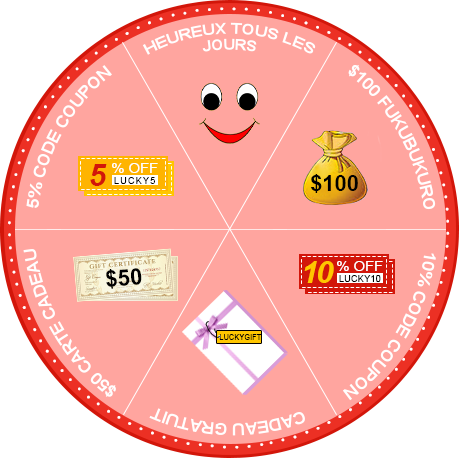 HEUREUX TOUS LES
JOURS
$100 FUKUBUKURO
$100
10% CODE COUPON
10 % OFF
LUCKY10
CADEAU GRATUIT
LUCKYGIFT
$50 CARTE CADEAU
GIFT CERTIFICATE
$50
5% CODE COUPON
5 % OFF
LUCKY5